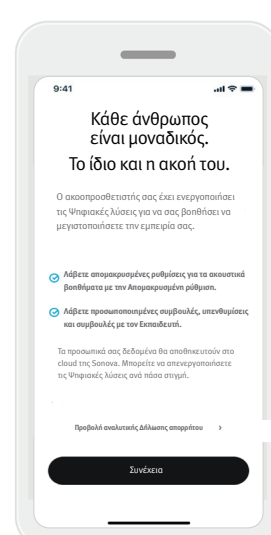 9:41
Κάθε άνθρωπος
είναι μοναδικός.
Το ίδιο και η ακοή του.
Ο ακοοπροσθετιστής σας έχει ενεργοποιήσει
τις Ψηφιακές λύσεις για να σας βοηθήσει να
μεγιστοποιήσετε την εμπειρία σας.
Λάβετε απομακρυσμένες ρυθμίσεις για τα ακουστικά
βοηθήματα με την Απομακρυσμένη ρύθμιση.
Λάβετε προσωποποιημένες συμβουλές, υπενθυμίσεις
και συμβουλές με τον Εκπαιδευτή.
Τα προσωπικά σας δεδομένα θα αποθηκευτούν στο
cloud της Sonova. Μπορείτε να απενεργοποιήσετε
τις Ψηφιακές λύσεις ανά πάσα στιγμή.
Προβολή αναλυτικής Δήλωσης απορρήτου
Συνέχεια